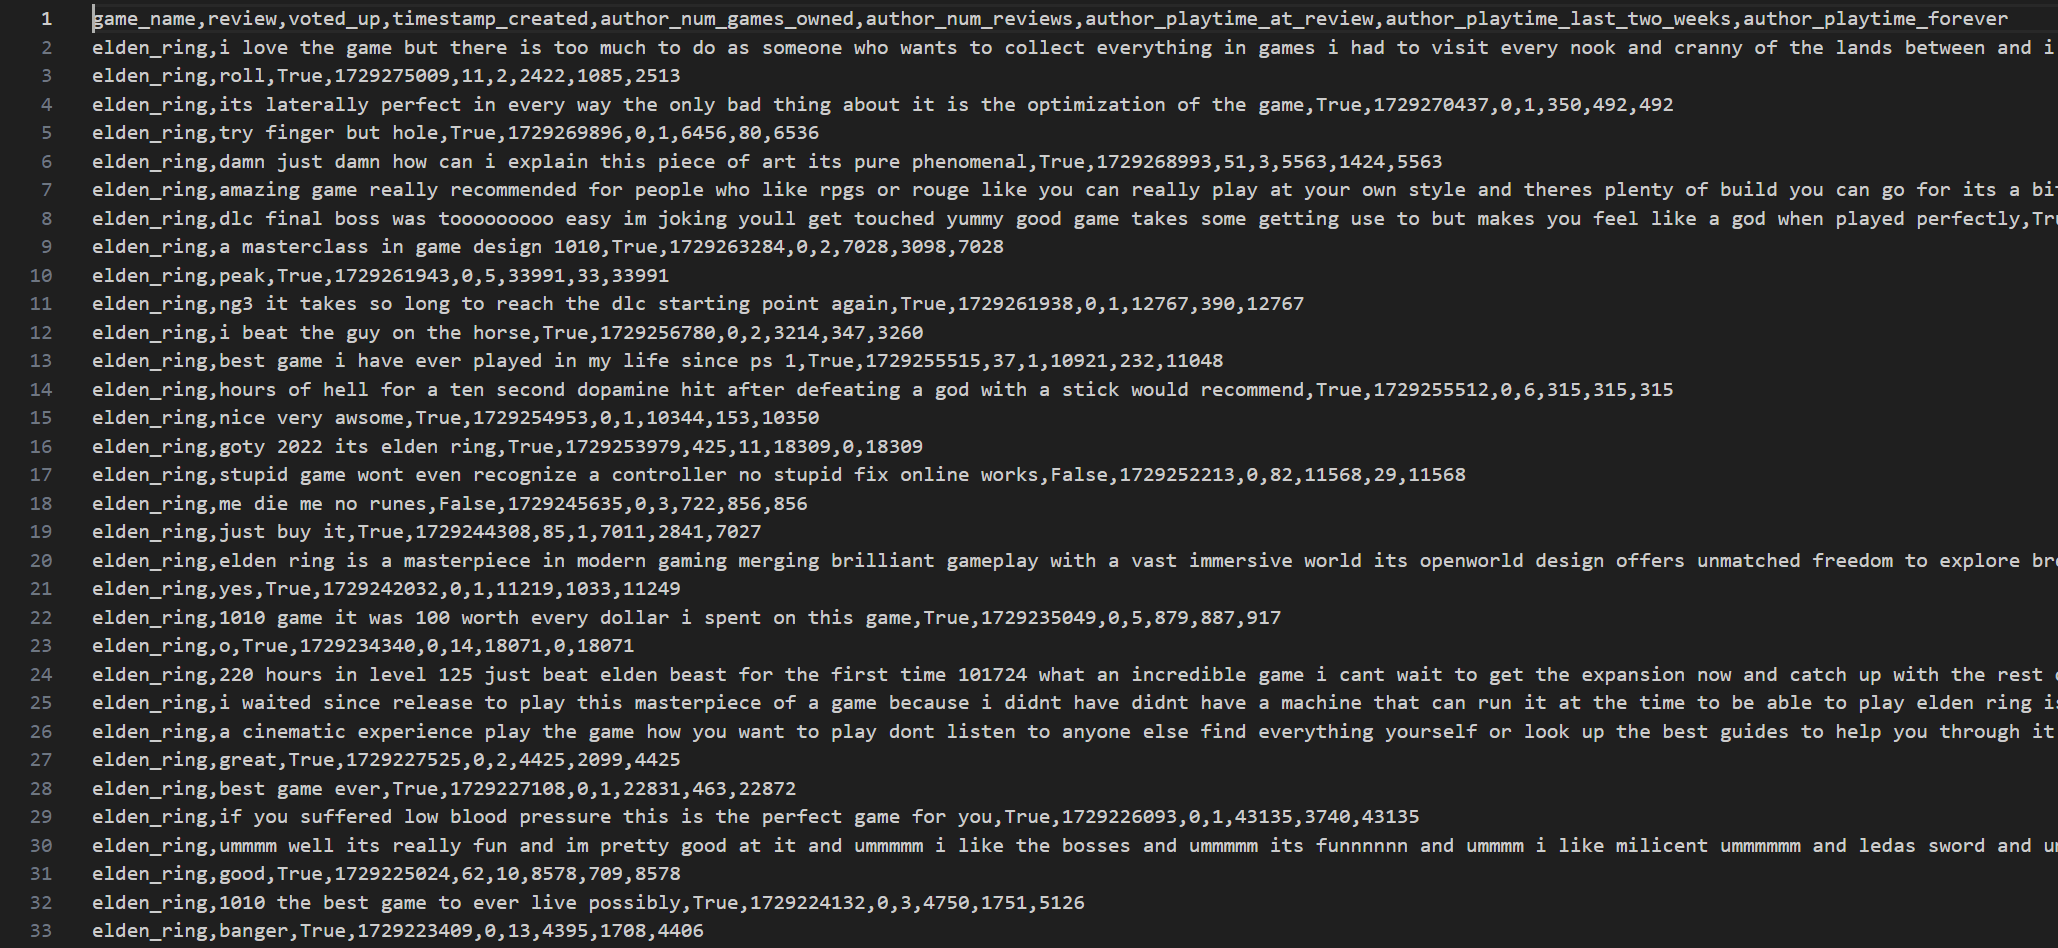 1 game_name,review,voted_up,timestamp_created,author_num_games_owned,author_num_reviews,author_playtime_at_review,author_playtime_last_two_weeks,author_playtime_forever
2 elden_ring,i love the game but there is too much to do as someone who wants to collect everything in games i had to visit every nook and cranny of the lands between and i
3 elden_ring,roll,True,1729275009,11,2,2422,1085,2513
4 elden_ring,its laterally perfect in every way the only bad thing about it is the optimization of the game,True,1729270437,0,1,350,492,492
5 elden_ring,try finger but hole,True,1729269896,0,1,6456,80,6536
6 elden_ring,damn just damn how can i explain this piece of art its pure phenomenal,True,1729268993,51,3,5563,1424,5563
7 elden_ring,amazing game really recommended for people who like rpgs or rouge like you can really play at your own style and theres plenty of build you can go for its a bit
8 elden_ring,dlc final boss was tooooooooo easy im joking youll get touched yummy good game takes some getting use to but makes you feel like a god when played perfectly,Tru
9 elden_ring,a masterclass in game design 1010,True,1729263284,0,2,7028,3098,7028
10 elden_ring,peak,True,1729261943,0,5,33991,33,33991
11 elden_ring,ng3 it takes so long to reach the dlc starting point again,True,1729261938,0,1,12767,390,12767
12 elden_ring,i beat the guy on the horse,True,1729256780,0,2,3214,347,3260
13 elden_ring,best game i have ever played in my life since ps 1,True,1729255515,37,1,10921,232,11048
14 elden_ring,hours of hell for a ten second dopamine hit after defeating a god with a stick would recommend,True,1729255512,0,6,315,315,315
15 elden_ring,nice very awsome,True,1729254953,0,1,10344,153,10350
16 elden_ring,goty 2022 its elden ring,True,1729253979,425,11,18309,0,18309
17 elden_ring,stupid game wont even recognize a controller no stupid fix online works,False,1729252213,0,82,11568,29,11568
18 elden_ring,me die me no runes,False,1729245635,0,3,722,856,856
19 elden_ring,just buy it,True,1729244308,85,1,7011,2841,7027
20 elden_ring,elden ring is a masterpiece in modern gaming merging brilliant gameplay with a vast immersive world its openworld design offers unmatched freedom to explore bre
21 elden_ring,yes,True,1729242032,0,1,11219,1033,11249
22 elden_ring,1010 game it was 100 worth every dollar i spent on this game,True,1729235049,0,5,879,887,917
23 elden_ring,o,True,1729234340,0,14,18071,0,18071
24 elden_ring,220 hours in level 125 just beat elden beast for the first time 101724 what an incredible game i cant wait to get the expansion now and catch up with the rest
25 elden_ring,i waited since release to play this masterpiece of a game because i didnt have didnt have a machine that can run it at the time to be able to play elden ring is
26 elden_ring,a cinematic experience play the game how you want to play dont listen to anyone else find everything yourself or look up the best guides to help you through it
27 elden_ring,great,True,1729227525,0,2,4425,2099,4425
28 elden_ring,best game ever,True,1729227108,0,1,22831,463,22872
29 elden_ring,if you suffered low blood pressure this is the perfect game for you,True,1729226093,0,1,43135,3740,43135
30 elden_ring,ummmm well its really fun and im pretty good at it and ummmmm i like the bosses and ummmmm its funnnnnn and ummmm i like milicent ummmmmm and ledas sword and
31 elden_ring,good,True,1729225024,62,10,8578,709,8578
32 elden_ring,1010 the best game to ever live possibly,True,1729224132,0,3,4750,1751,5126
33 elden_ring,banger,True,1729223409,0,13,4395,1708,4406